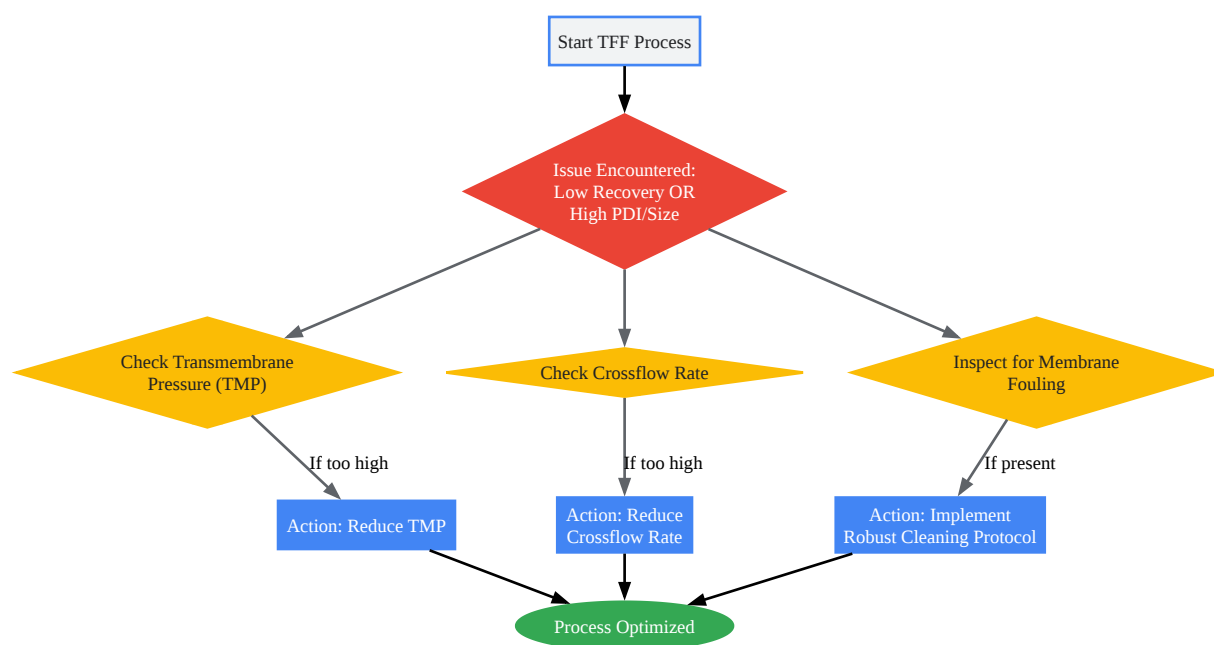 Start TFF Process
Issue Encountered:
Low Recovery OR
High PDI/Size
Check Transmembrane
Pressure (TMP)
Check Crossflow Rate
Inspect for Membrane
Fouling
If too high
If too high
If present
Action: Reduce TMP
Action: Reduce
Crossflow Rate
Action: Implement
Robust Cleaning Protocol
Process Optimized